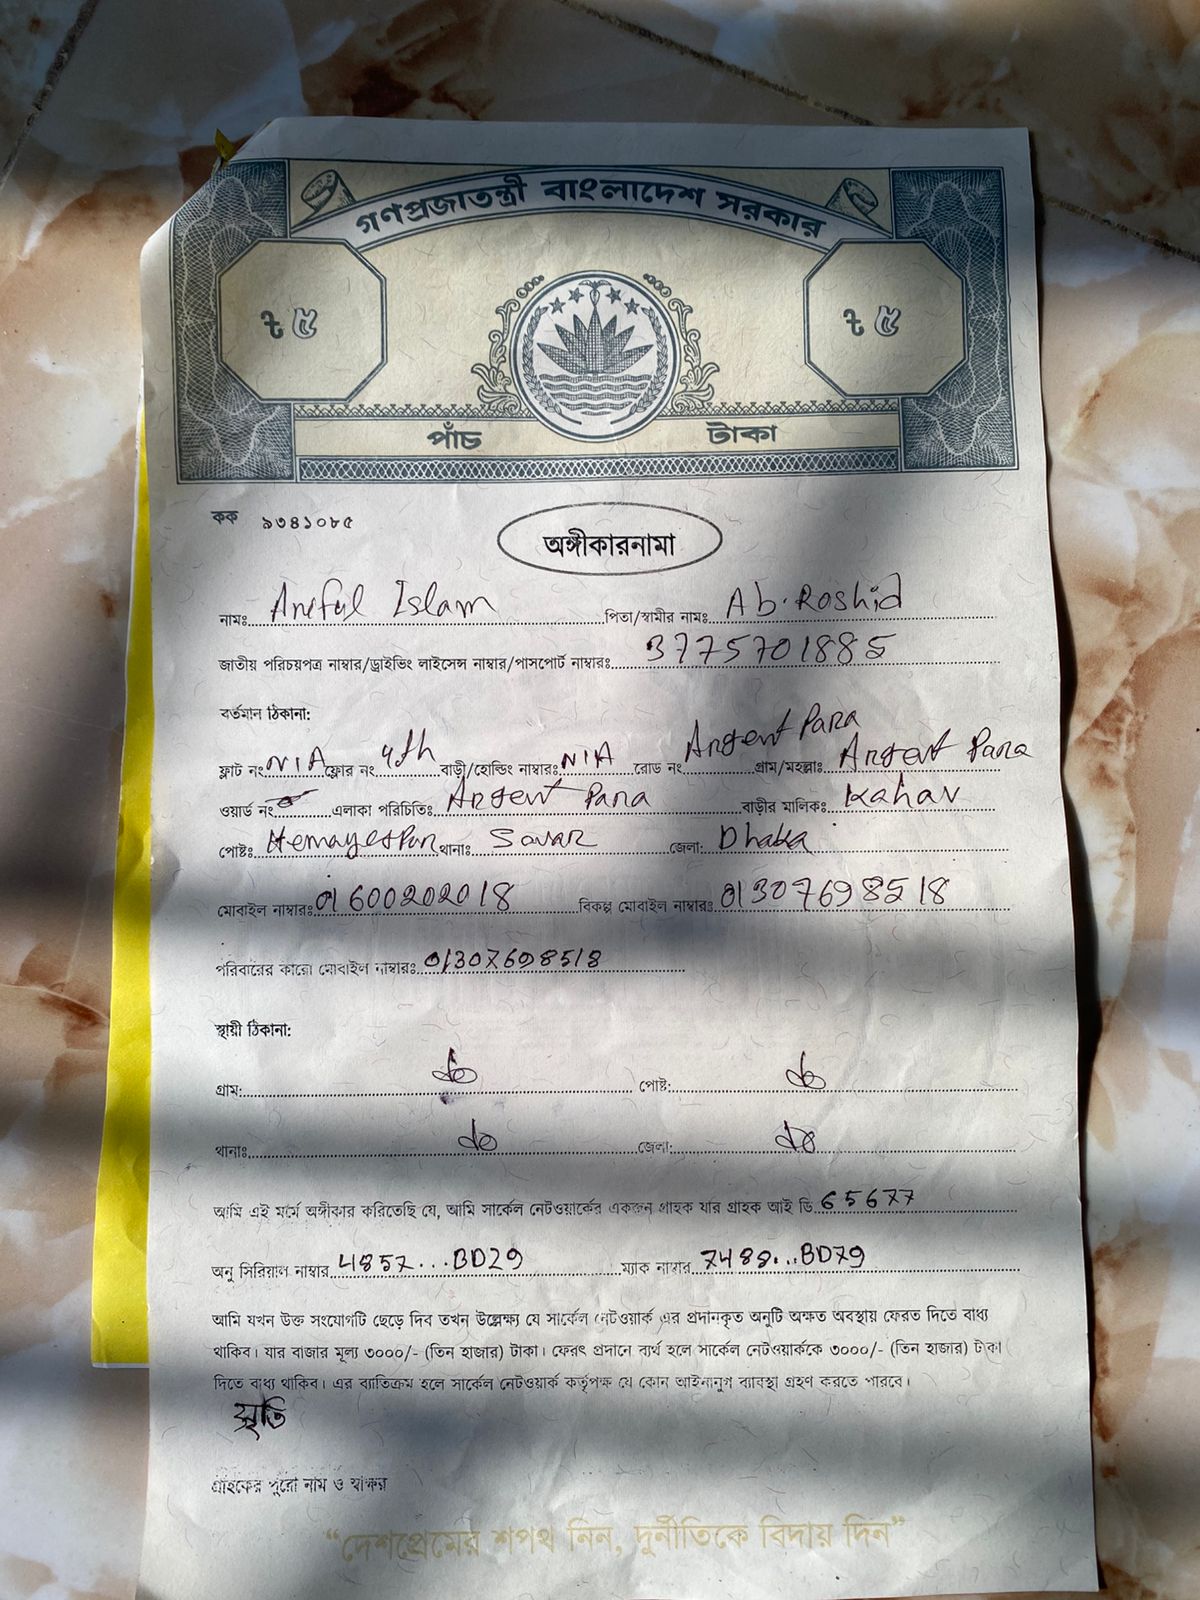 গণপ্রজাতন্ত্রী বাংলাদেশ সরকার
৳ ৫ ৳ ৫
পাঁচ টাকা
কক ৯৩৪১০৮৫
অঙ্গীকারনামা
নামঃ Islam পিতা/স্বামীর নামঃ Ab. Roshid
জাতীয় পরিচয়পত্র নাম্বার/ড্রাইভিং লাইসেন্স নাম্বার/পাসপোর্ট নাম্বারঃ 3775701885
বর্তমান ঠিকানা:
ফ্লাট নং N/A ফ্লোর নং 4th বাড়ী/হোল্ডিং নাম্বারঃ N/A রোড নং Argent Para গ্রাম/মহল্লাঃ Argent Para
ওয়ার্ড নং এলাকা পরিচিতিঃ Argent Para বাড়ীর মালিকঃ
পোষ্টঃ Hemayetpur থানাঃ Savar জেলা: Dhaka
মোবাইল নাম্বারঃ 01600202018 বিকল্প মোবাইল নাম্বারঃ 01307698518
পরিবারের কারো মোবাইল নাম্বারঃ 01307698518
স্থায়ী ঠিকানা:
গ্রাম: do পোষ্ট: do
থানাঃ do জেলা: do
আমি এই মর্মে অঙ্গীকার করিতেছি যে, আমি সার্কেল নেটওয়ার্কের একজন গ্রাহক যার গ্রাহক আই ডি 65677
অনু সিরিয়াল নাম্বার 4857...BD29 ম্যাক নাম্বার 7488...BD79
আমি যখন উক্ত সংযোগটি ছেড়ে দিব তখন উল্লেক্ষ্য যে সার্কেল নেটওয়ার্ক এর প্রদানকৃত অনুটি অক্ষত অবস্থায় ফেরত দিতে বাধ্য
থাকিব। যার বাজার মূল্য ৩০০০/- (তিন হাজার) টাকা। ফেরৎ প্রদানে ব্যর্থ হলে সার্কেল নেটওয়ার্ককে ৩০০০/- (তিন হাজার) টাকা
দিতে বাধ্য থাকিব। এর ব্যাতিক্রম হলে সার্কেল নেটওয়ার্ক কর্তৃপক্ষ যে কোন আইনানুগ ব্যাবস্থা গ্রহণ করতে পারবে।
গ্রাহকের পুরো নাম ও স্বাক্ষর
“দেশপ্রেমের শপথ নিন, দুর্নীতিকে বিদায় দিন”